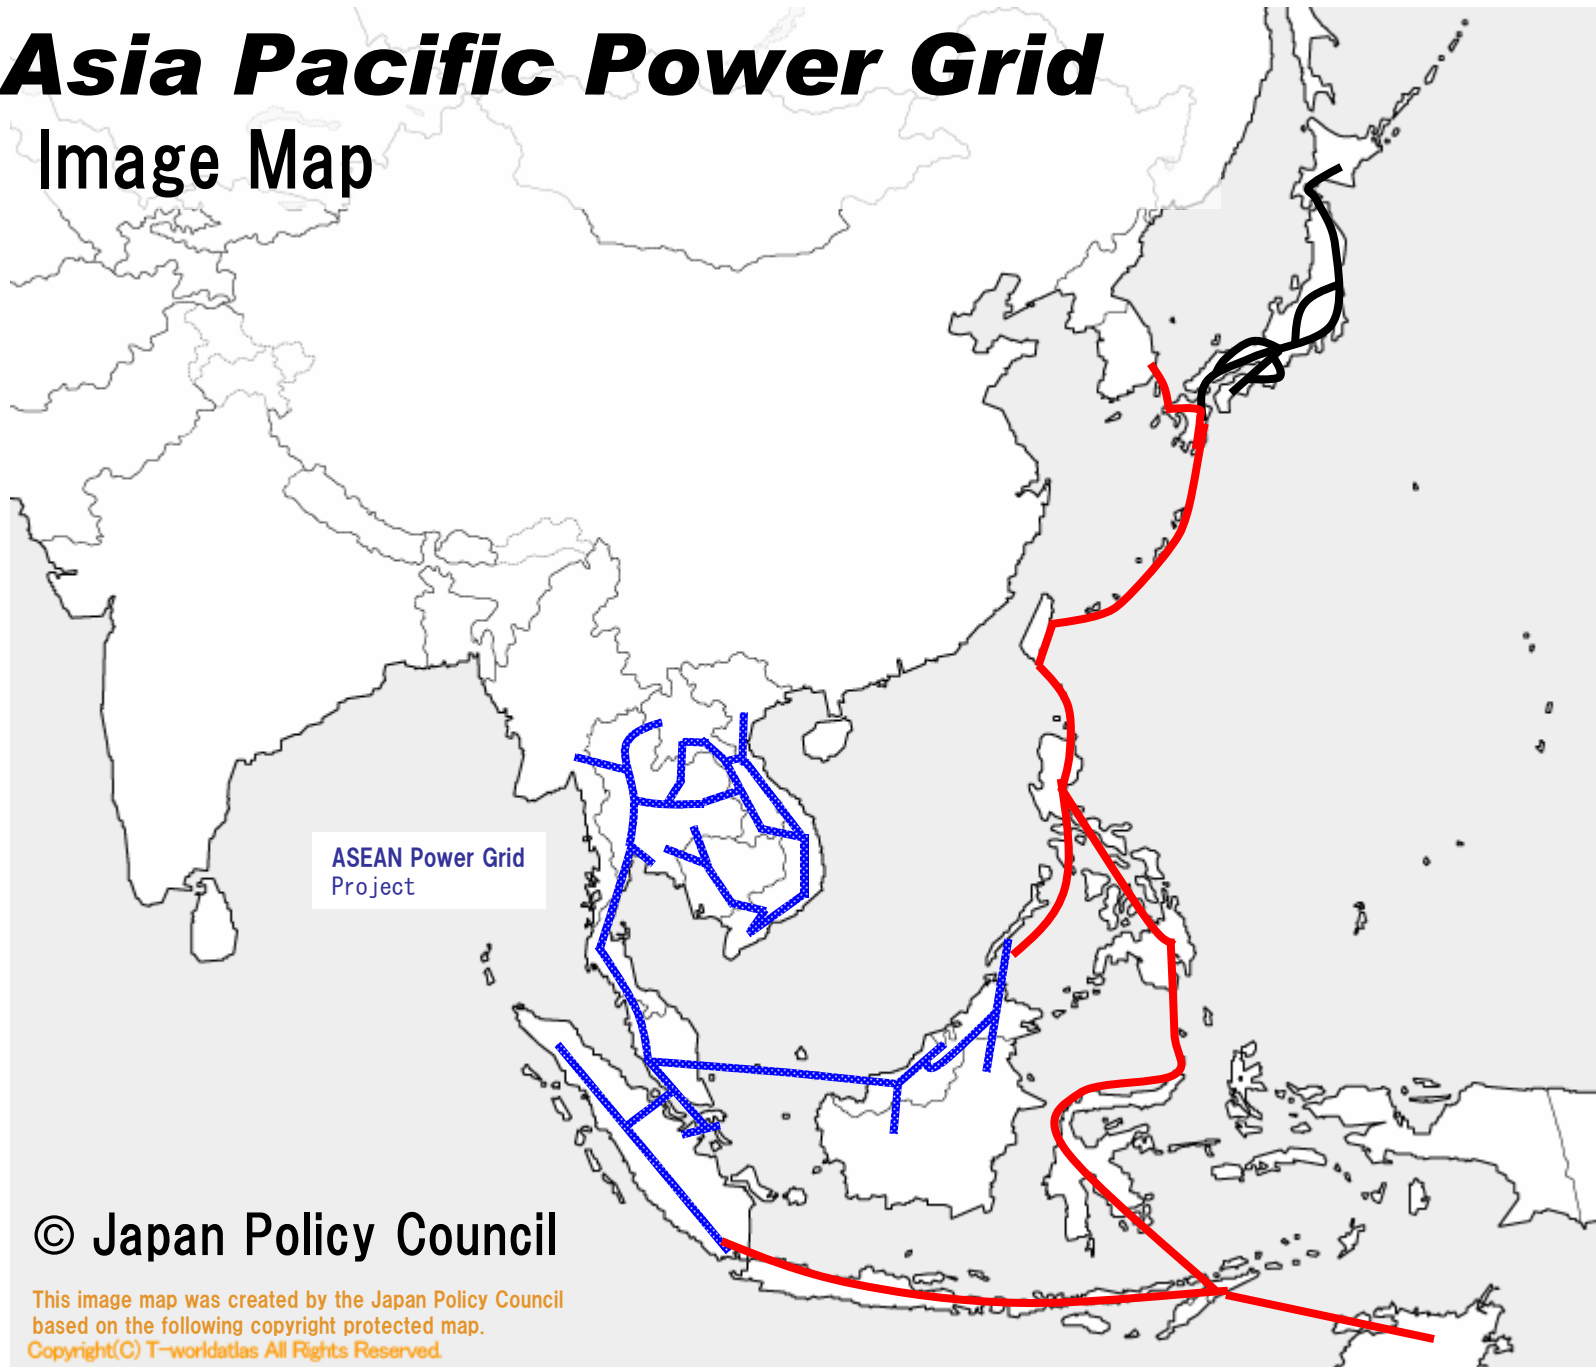 Asia Pacific Power Grid
Image Map
ASEAN Power Grid
Project
© Japan Policy Council
This image map was created by the Japan Policy Council
based on the following copyright protected map.
Copyright(C) T-worldatlas All Rights Reserved.